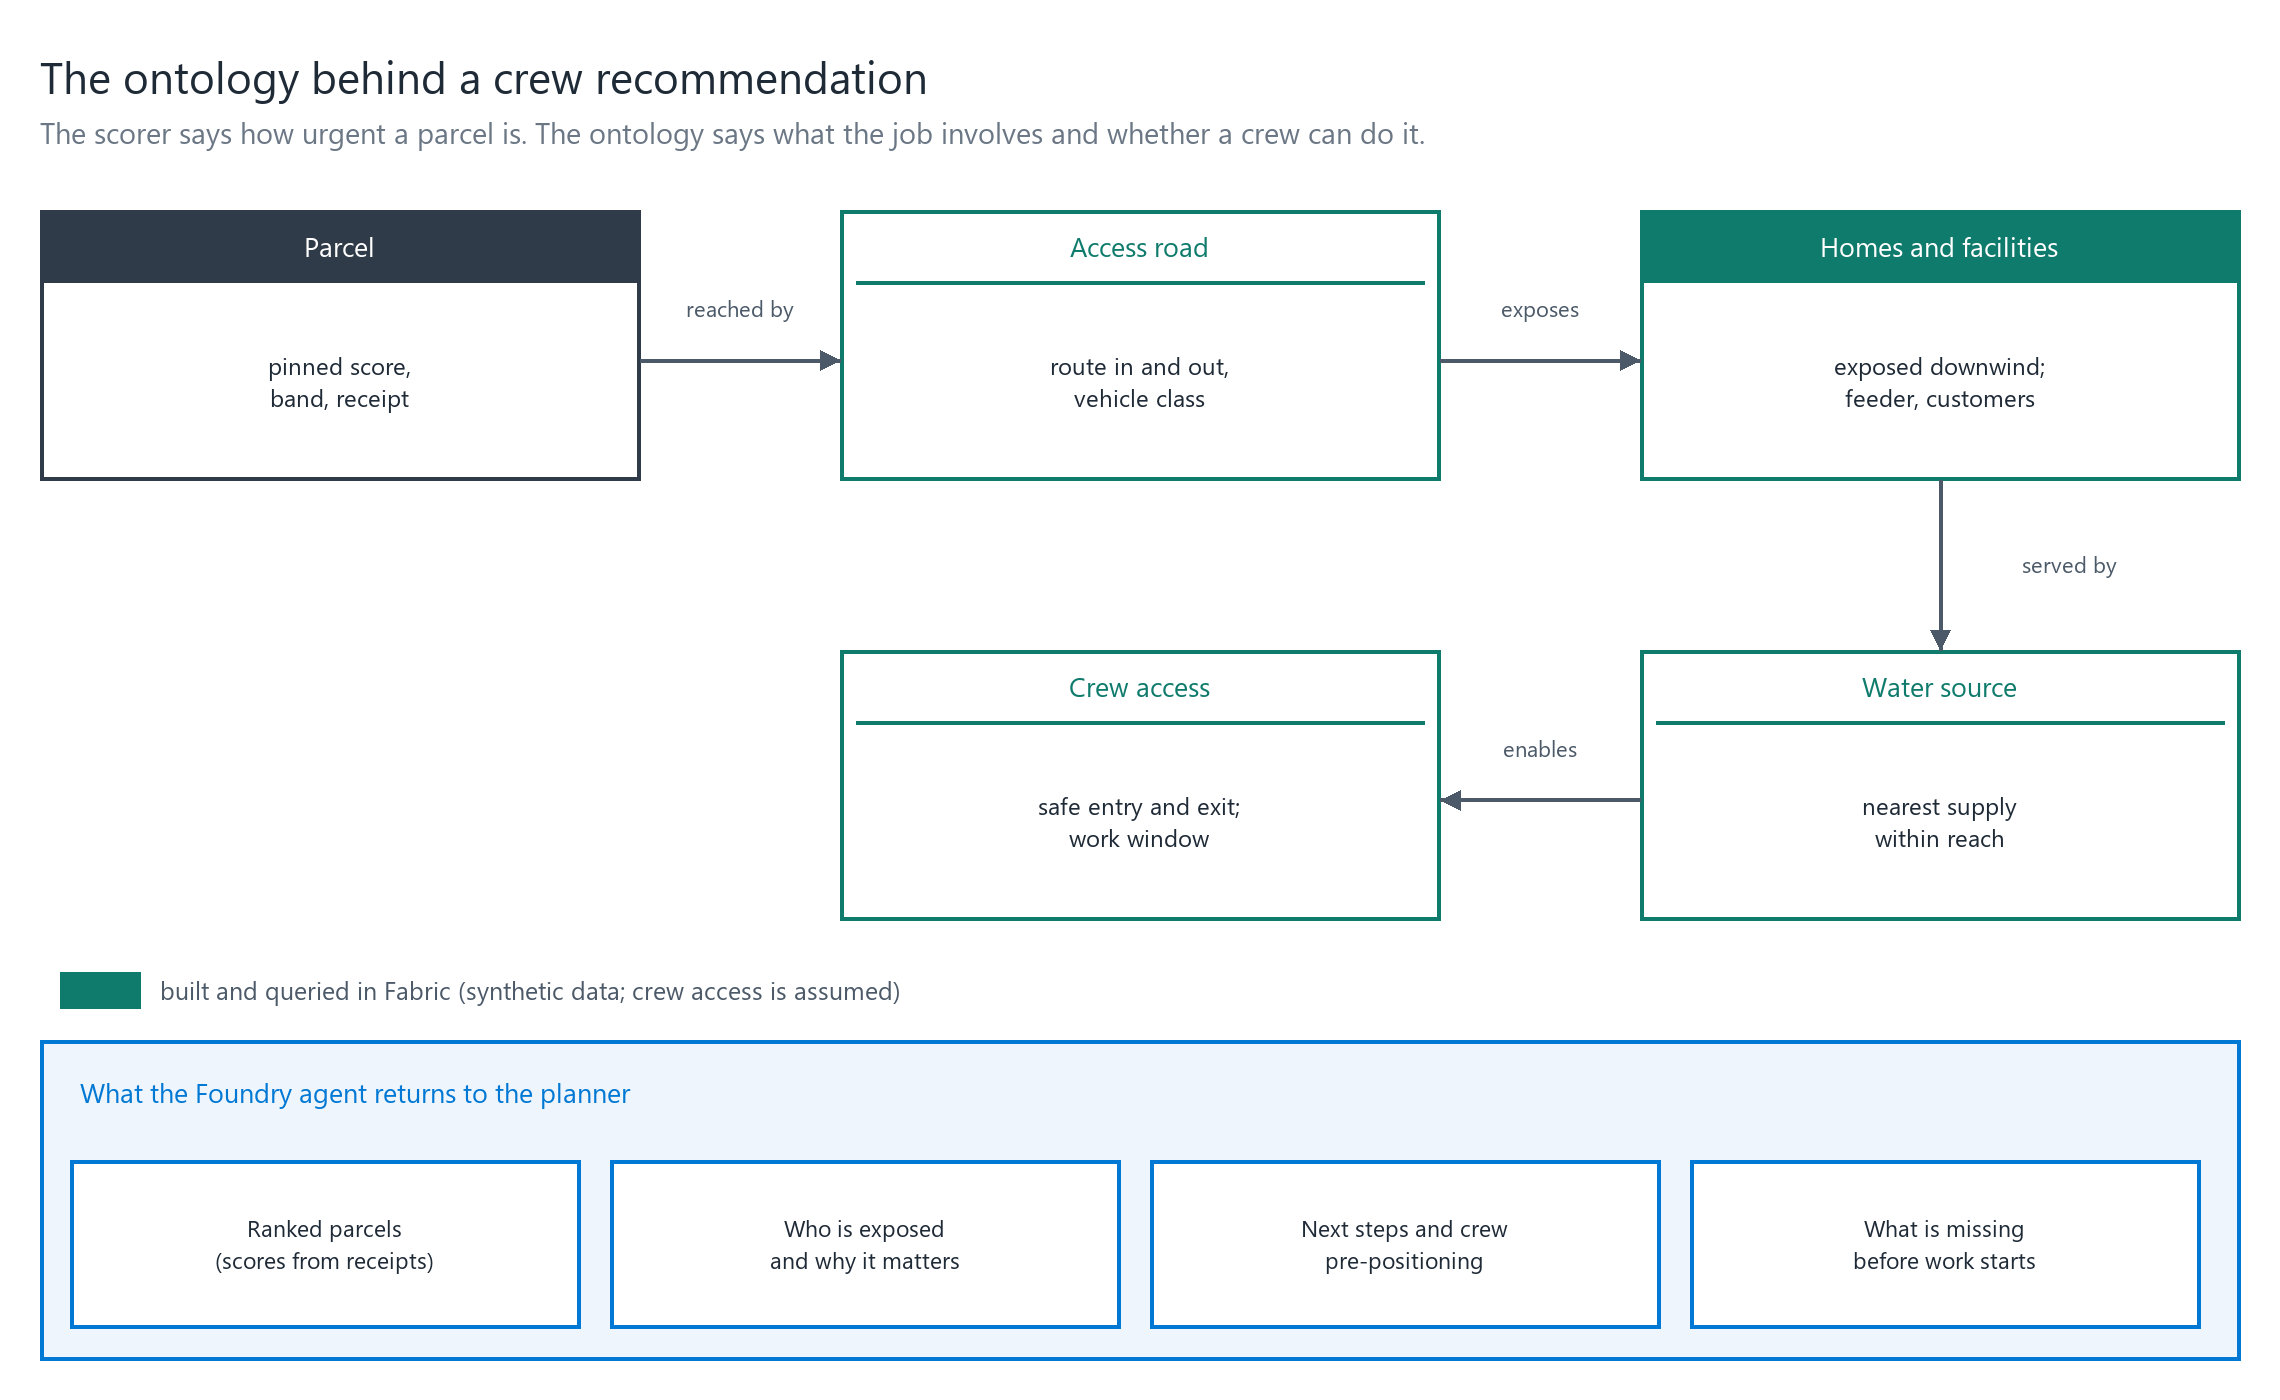 The ontology behind a crew recommendation
The scorer says how urgent a parcel is. The ontology says what the job involves and whether a crew can do it.
Parcel
pinned score,
band, receipt
reached by
Access road
route in and out,
vehicle class
exposes
Homes and facilities
exposed downwind;
feeder, customers
served by
Water source
nearest supply
within reach
enables
Crew access
safe entry and exit;
work window
built and queried in Fabric (synthetic data; crew access is assumed)
What the Foundry agent returns to the planner
Ranked parcels
(scores from receipts)
Who is exposed
and why it matters
Next steps and crew
pre-positioning
What is missing
before work starts